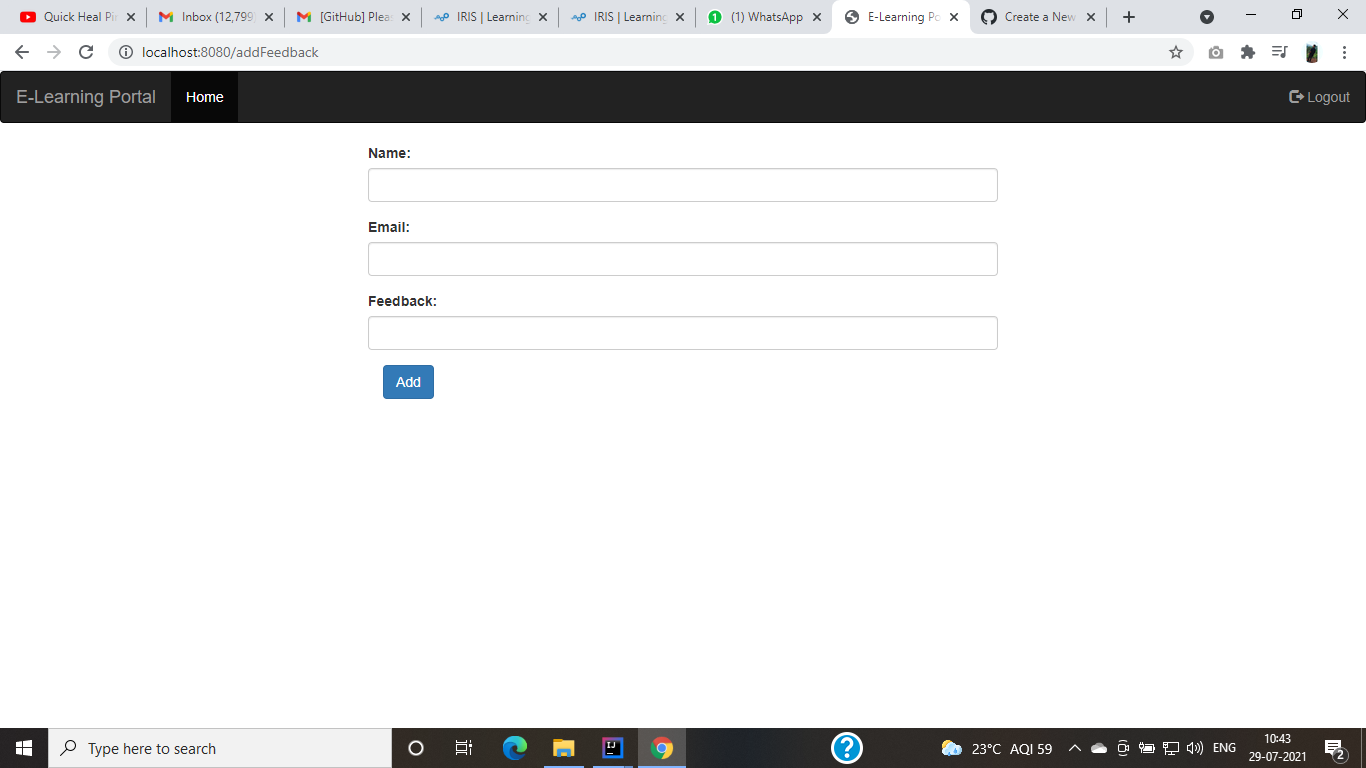 Quick Heal Pi
Inbox (12,799
[GitHub] Plea
IRIS | Learning
IRIS | Learning
(1) WhatsApp
E-Learning Po
Create a New
localhost:8080/addFeedback
E-Learning Portal
Home
Logout
Name:
Email:
Feedback:
Add
Type here to search
23°C AQI 59
ENG
10:43
29-07-2021
2